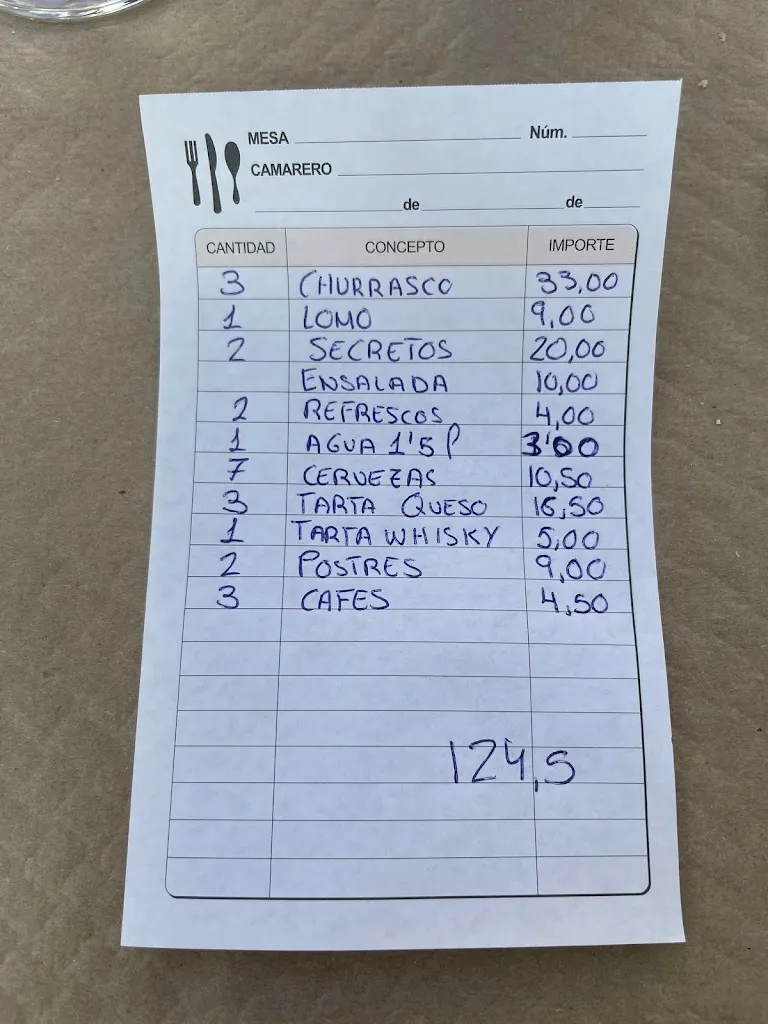 MESA Núm.
CAMARERO
de de
CANTIDAD CONCEPTO IMPORTE
3 CHURRASCO 33,00
1 LOMO 9,00
2 SECRETOS 20,00
ENSALADA 10,00
2 REFRESCOS 4,00
1 AGUA 1'5 l 3'00
7 CERVEZAS 10,50
3 TARTA QUESO 16,50
1 TARTA WHISKY 5,00
2 POSTRES 9,00
3 CAFES 4,50
124,5